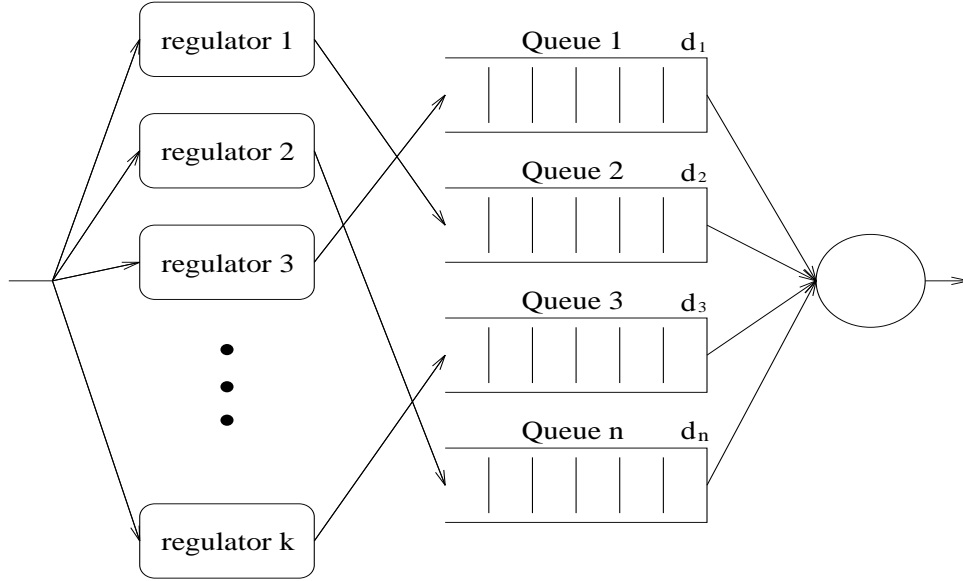 regulator 1
regulator 2
regulator 3
regulator k
Queue 1 d₁
Queue 2 d₂
Queue 3 d₃
Queue n dₙ